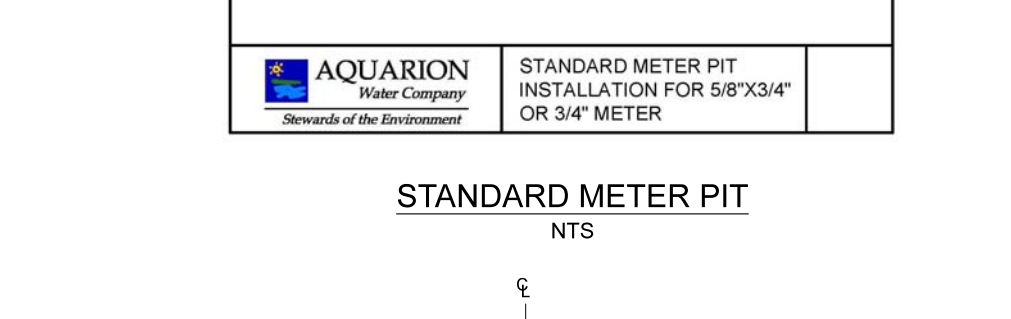 AQUARION
Water Company
Stewards of the Environment
STANDARD METER PIT
INSTALLATION FOR 5/8"X3/4"
OR 3/4" METER
STANDARD METER PIT
NTS
℄